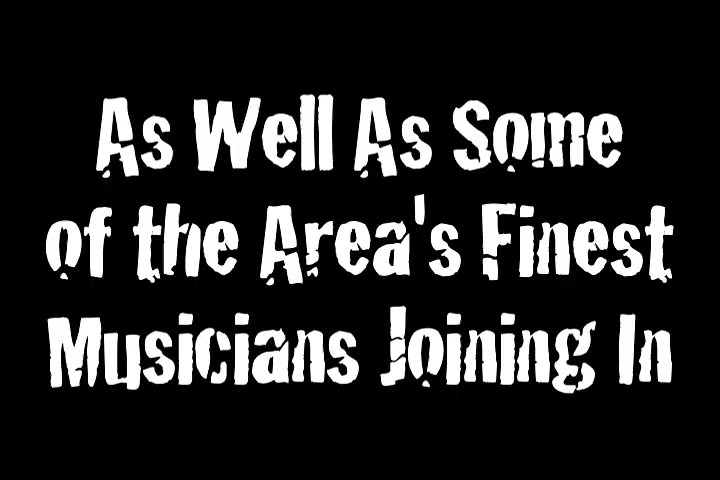 As Well As Some
of the Area's Finest
Musicians Joining In